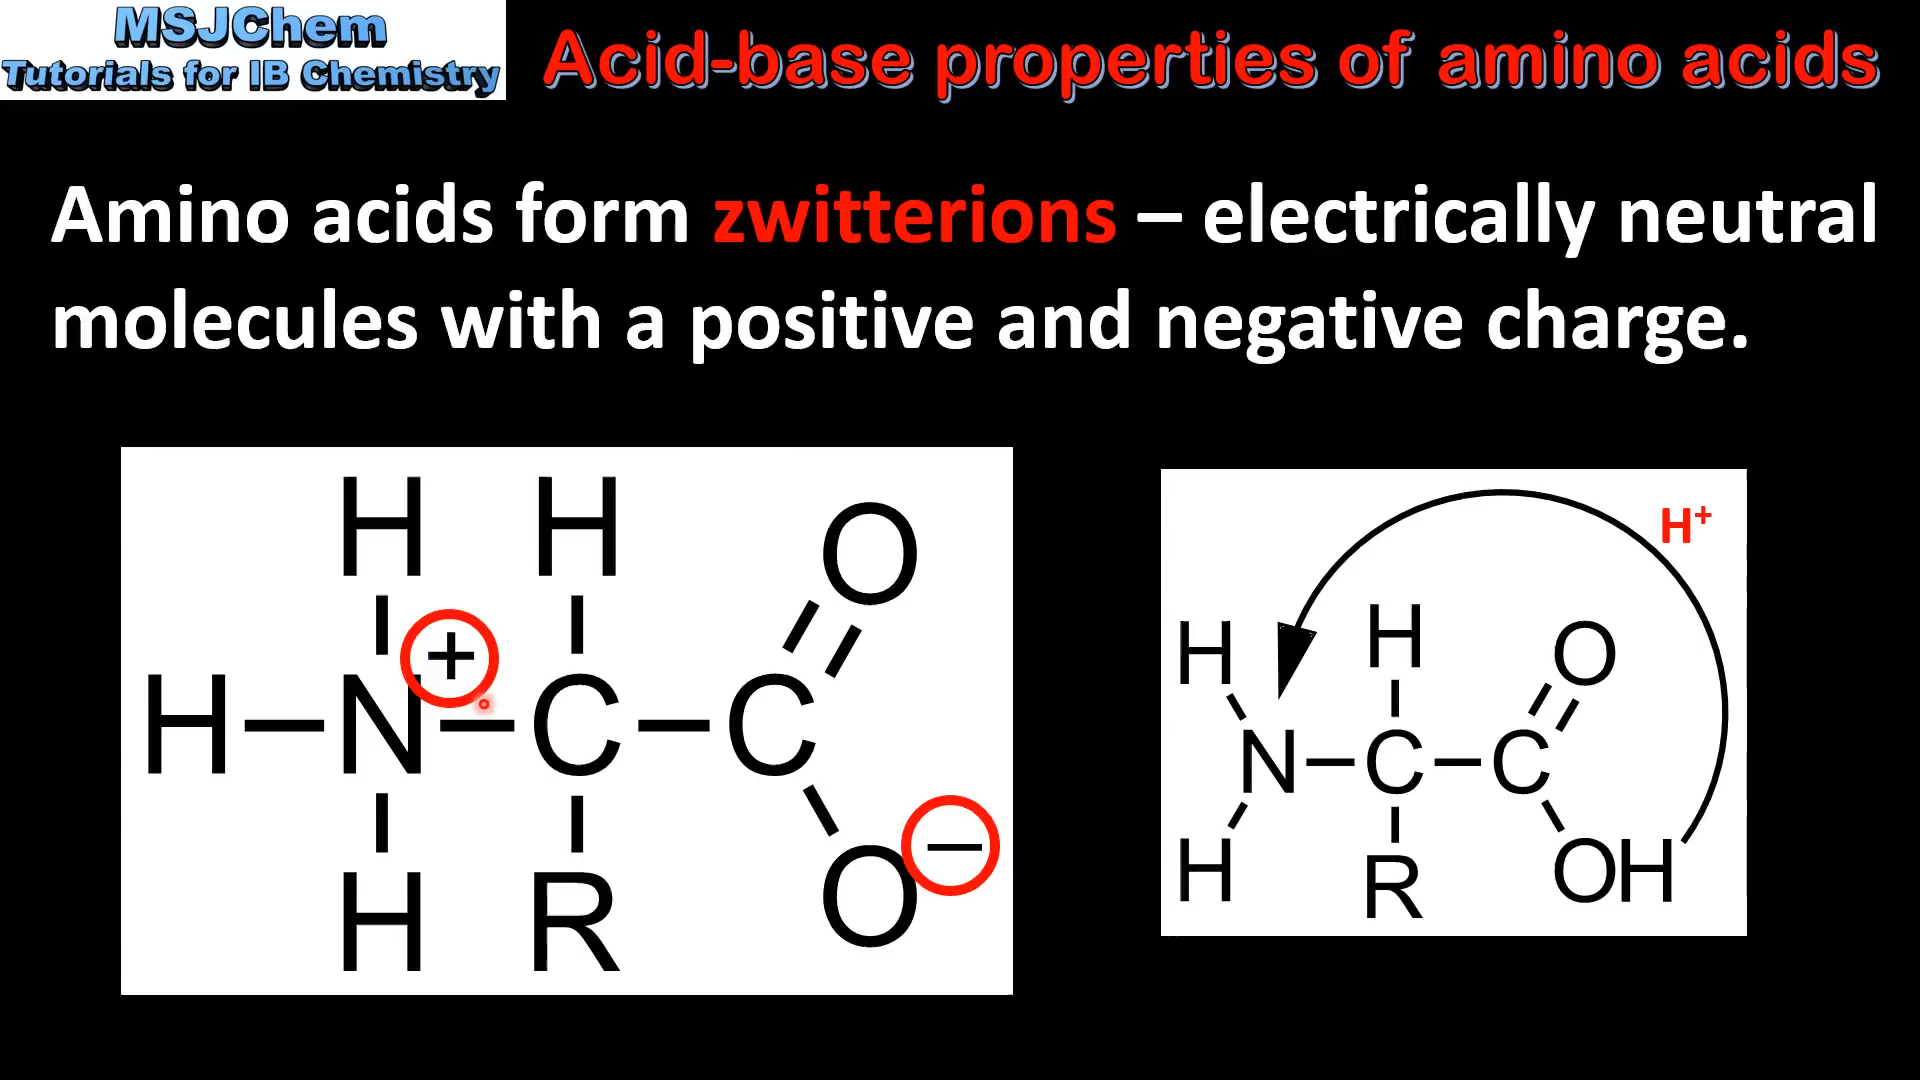 MSJChem
Tutorials for IB Chemistry
Acid-base properties of amino acids
Amino acids form zwitterions – electrically neutral
molecules with a positive and negative charge.
H H O
+
H N C C
−
H R O
H⁺
H H O
N C C
H R OH